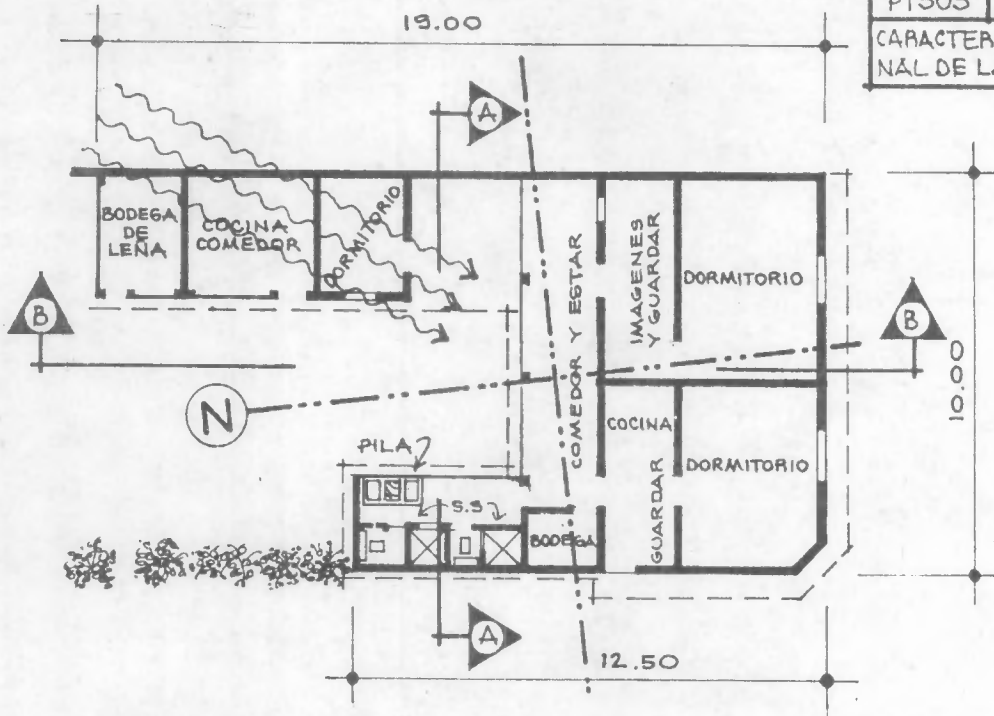 19.00
PISOS
CARACTER
NAL DE L
A
BODEGA
DE
LEÑA
COCINA
COMEDOR
DORMITORIO
COMEDOR Y ESTAR
IMAGENES
Y GUARDAR
DORMITORIO
B
B
10.00
N
COCINA
PILA
GUARDAR
DORMITORIO
S.S
BODEGA
A
12.50